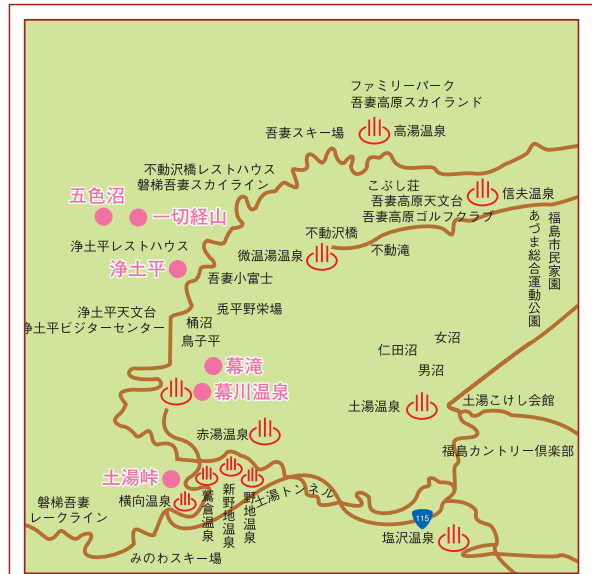 ファミリーパーク
吾妻高原スカイランド
吾妻スキー場
高湯温泉
不動沢橋レストハウス
磐梯吾妻スカイライン
こぶし荘
吾妻高原天文台
吾妻高原ゴルフクラブ
信夫温泉
五色沼
一切経山
不動沢橋
福島市民家園
あづま総合運動公園
浄土平レストハウス
微温湯温泉
不動滝
浄土平
吾妻小富士
兎平野営場
浄土平天文台
浄土平ビジターセンター
桶沼
鳥子平
女沼
仁田沼
男沼
幕滝
幕川温泉
土湯温泉
土湯こけし会館
赤湯温泉
福島カントリー倶楽部
土湯峠
横向温泉
鷲倉温泉
新野地温泉
野地温泉
土湯トンネル
磐梯吾妻
レークライン
115
塩沢温泉
みのわスキー場